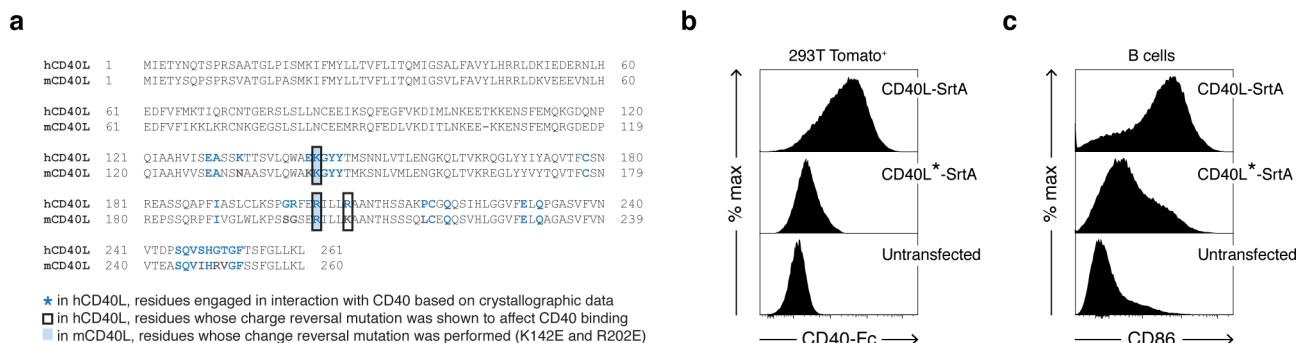 a
hCD40L 1 MIETYNQTSPRSAATGLPISMKIFMYLLTVFLITQMIGSALFAVYLHRRLDKIEDERNLH 60
mCD40L 1 MIETYSQPSPRSVATGLPASMKIFMYLLTVFLITQMIGSVLFAVYLHRRLDKVEEEVNLH 60
hCD40L 61 EDFVFMKTIQRCNTGERSLSLLNCEEIKSQFEGFVKDIMLNKEETKKENSFEMQKGDQNP 120
mCD40L 61 EDFVFIKKLKRCNKGEGSLSLLNCEEMRRQFEDLVKDITLNKEE-KKENSFEMQRGDEDP 119
hCD40L 121 QIAAHVISEASSKTTSVLQWAEKGYYTMSNNLVTLENGKQLTVKRQGLYYIYAQVTFCSN 180
mCD40L 120 QIAAHVVSEANSNAASVLQWAKKGYYTMKSNLVMLENGKQLTVKREGLYYVYTQVTFCSN 179
hCD40L 181 REASSQAPFIASLCLKSPGRFERILLRAANTHSSAKPCGQQSIHLGGVFELQPGASVFVN 240
mCD40L 180 REPSSQRPFIVGLWLKPSSGSERILLKAANTHSSSQLCEQQSVHLGGVFELQAGASVFVN 239
hCD40L 241 VTDPSQVSHGTGFTSFGLLKL 261
mCD40L 240 VTEASQVIHRVGFSSFGLLKL 260
* in hCD40L, residues engaged in interaction with CD40 based on crystallographic data
in hCD40L, residues whose charge reversal mutation was shown to affect CD40 binding
in mCD40L, residues whose change reversal mutation was performed (K142E and R202E)
b
293T Tomato⁺
% max
CD40L-SrtA
CD40L*-SrtA
Untransfected
CD40-Fc
c
B cells
% max
CD40L-SrtA
CD40L*-SrtA
Untransfected
CD86